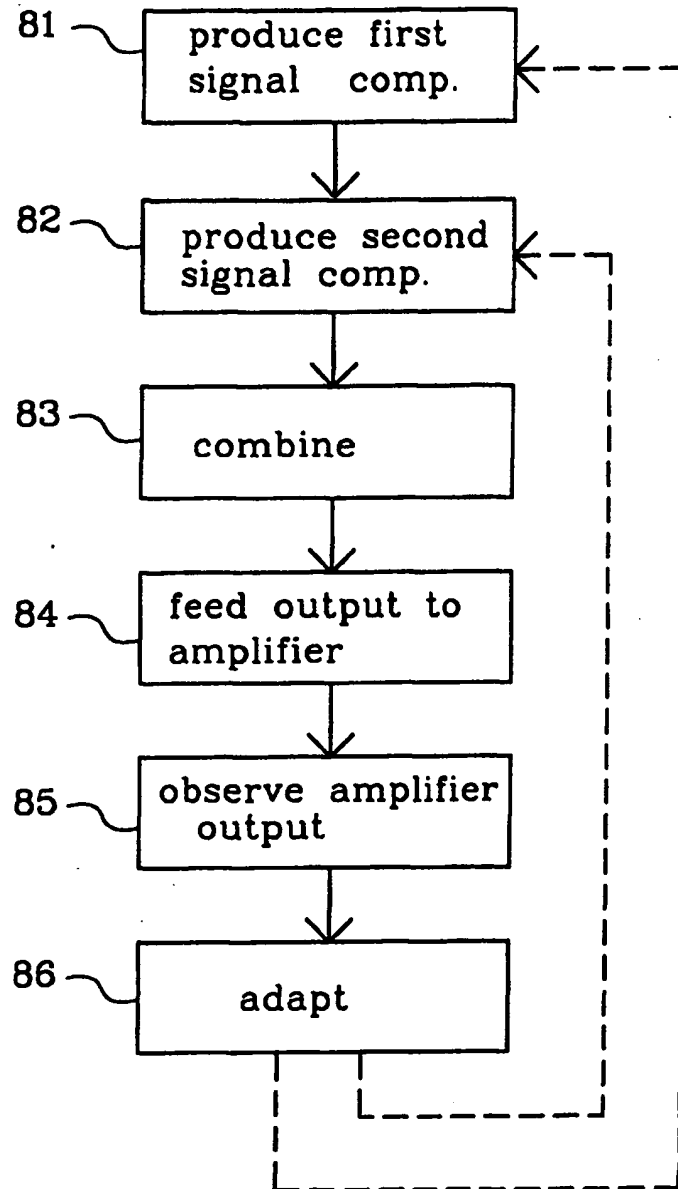 81
produce first
signal comp.
82
produce second
signal comp.
83
combine
84
feed output to
amplifier
85
observe amplifier
output
86
adapt